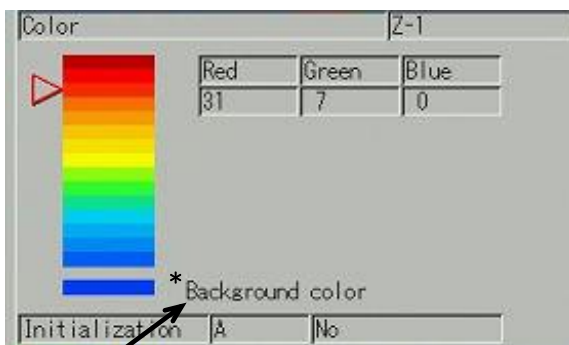 Color Z-1
Red Green Blue
31 7 0
*Background color
Initialization A No